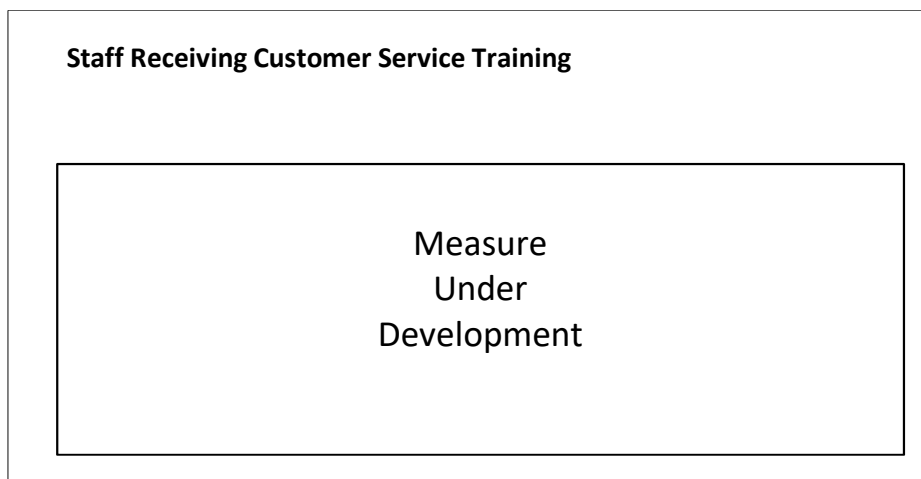 Staff Receiving Customer Service Training
Measure
Under
Development